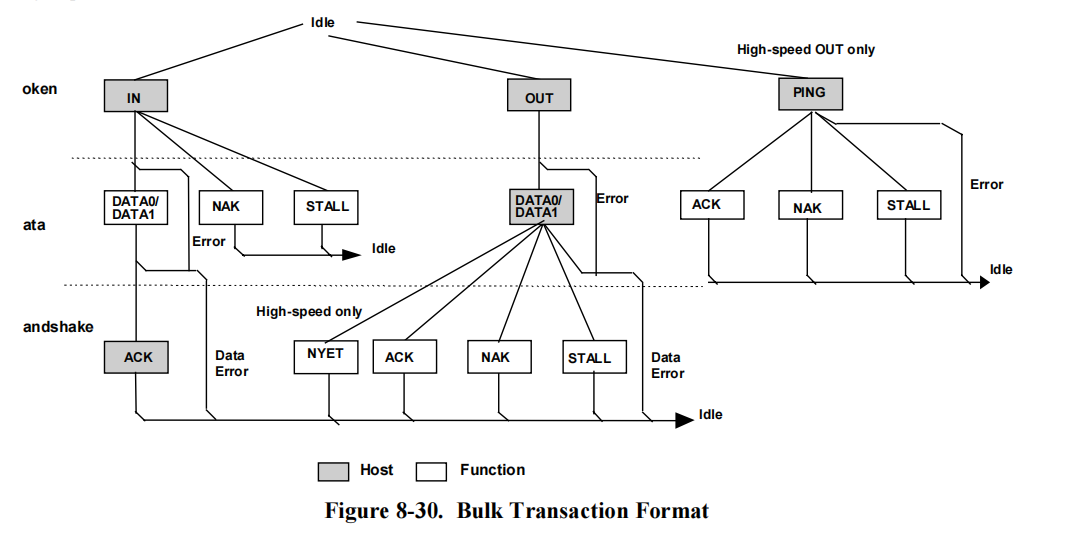 Idle
High-speed OUT only
oken
IN
OUT
PING
DATA0/
DATA1
NAK
STALL
DATA0/
DATA1
Error
ACK
NAK
STALL
Error
ata
Error
Idle
Idle
High-speed only
andshake
ACK
Data
Error
NYET
ACK
NAK
STALL
Data
Error
Idle
Host
Function
Figure 8-30. Bulk Transaction Format